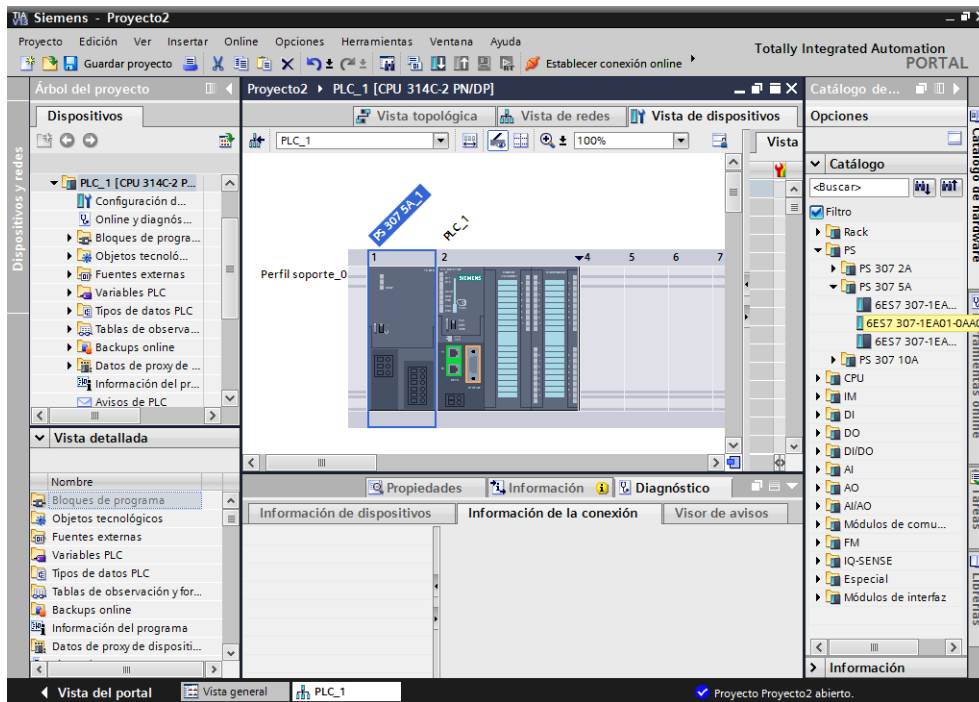 Siemens - Proyecto2
Proyecto Edición Ver Insertar Online Opciones Herramientas Ventana Ayuda
Totally Integrated Automation
PORTAL
Guardar proyecto
Establecer conexión online
Árbol del proyecto
Dispositivos
Dispositivos y redes
PLC_1 [CPU 314C-2 P...
Configuración d...
Online y diagnós...
Bloques de progra...
Objetos tecnoló...
Fuentes externas
Variables PLC
Tipos de datos PLC
Tablas de observa...
Backups online
Datos de proxy de ...
Información del pr...
Avisos de PLC
Vista detallada
Nombre
Bloques de programa
Objetos tecnológicos
Fuentes externas
Variables PLC
Tipos de datos PLC
Tablas de observación y for...
Backups online
Información del programa
Datos de proxy de dispositi...
Proyecto2 PLC_1 [CPU 314C-2 PN/DP]
Vista topológica
Vista de redes
Vista de dispositivos
PLC_1
100%
Vista
PS 307 5A_1
PLC_1
1 2 4 5 6 7
Perfil soporte_0
SIEMENS
Propiedades
Información
Diagnóstico
Información de dispositivos
Información de la conexión
Visor de avisos
Catálogo de...
Opciones
Catálogo
<Buscar>
Filtro
Rack
PS
PS 307 2A
PS 307 5A
6ES7 307-1EA...
6ES7 307-1EA01-0AA0
6ES7 307-1EA...
PS 307 10A
CPU
IM
DI
DO
DI/DO
AI
AO
AI/AO
Módulos de comu...
FM
IQ-SENSE
Especial
Módulos de interfaz
Información
Catálogo de hardware
Tareas
Librerías
Vista del portal
Vista general
PLC_1
Proyecto Proyecto2 abierto.